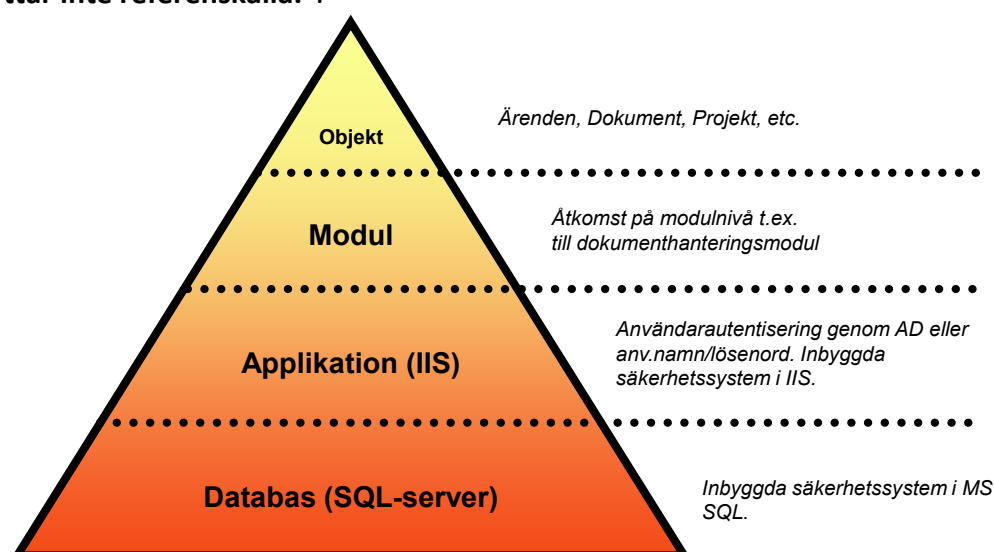 Objekt
Ärenden, Dokument, Projekt, etc.
Modul
Åtkomst på modulnivå t.ex.
till dokumenthanteringsmodul
Applikation (IIS)
Användarautentisering genom AD eller
anv.namn/lösenord. Inbyggda
säkerhetssystem i IIS.
Databas (SQL-server)
Inbyggda säkerhetssystem i MS
SQL.